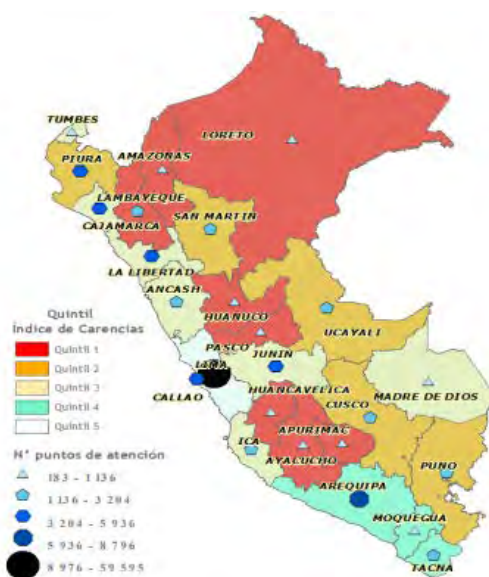 TUMBES
LORETO
PIURA
AMAZONAS
LAMBAYEQUE
SAN MARTIN
CAJAMARCA
LA LIBERTAD
ANCASH
HUANUCO
UCAYALI
PASCO
LIMA
JUNIN
CALLAO
HUANCAVELICA
CUSCO
MADRE DE DIOS
ICA
APURIMAC
AYACUCHO
PUNO
AREQUIPA
MOQUEGUA
TACNA
Quintil
Índice de Carencias
Quintil 1
Quintil 2
Quintil 3
Quintil 4
Quintil 5
N° puntos de atención
183 - 1 136
1 136 - 3 204
3 204 - 5 936
5 936 - 8 796
8 976 - 59 595